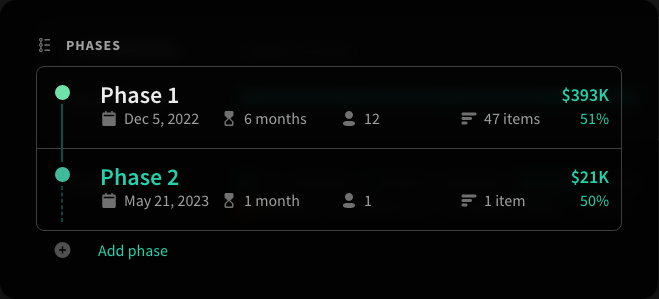 PHASES
Phase 1 $393K
Dec 5, 2022 6 months 12 47 items 51%
Phase 2 $21K
May 21, 2023 1 month 1 1 item 50%
Add phase